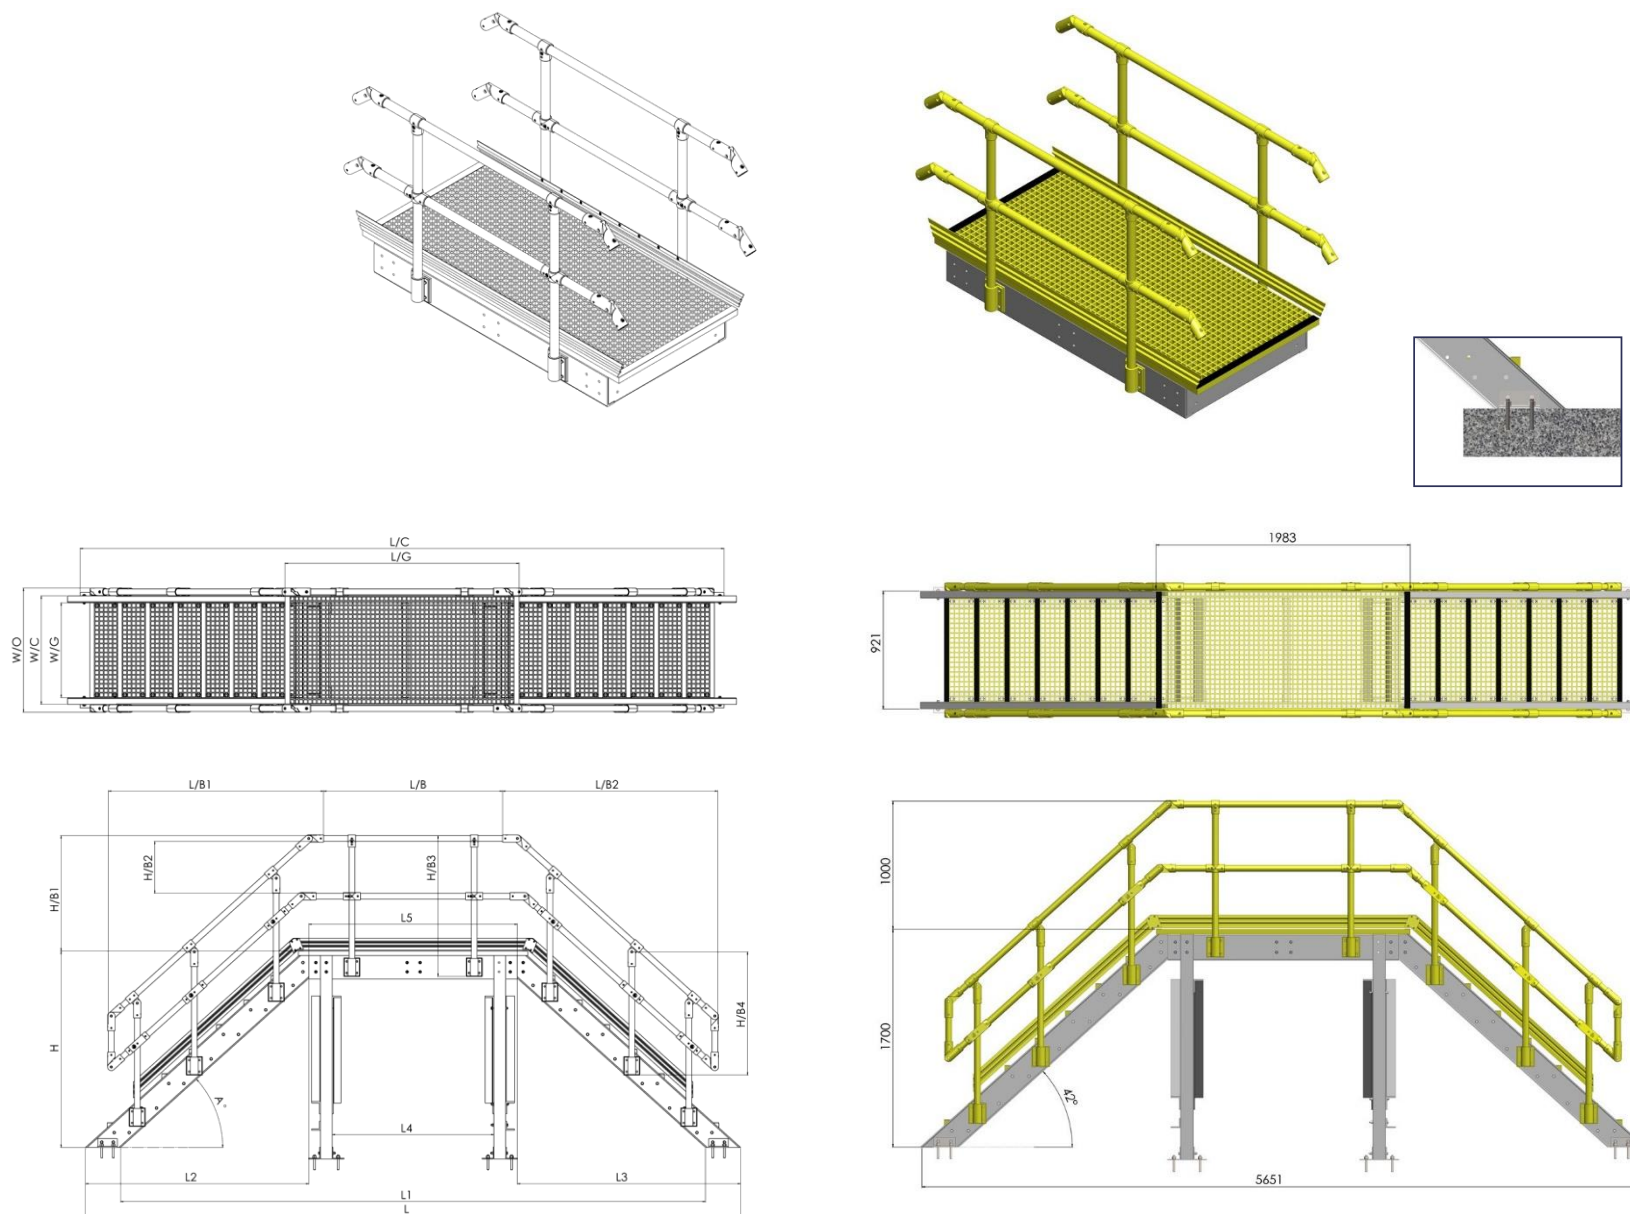 L/C
L/G
W/O
W/C
W/G
1983
921
L/B1
L/B
L/B2
H/B1
H/B2
H/B3
L5
H
H/B4
A°
L4
L2
L3
L1
L
1000
1700
42°
5651